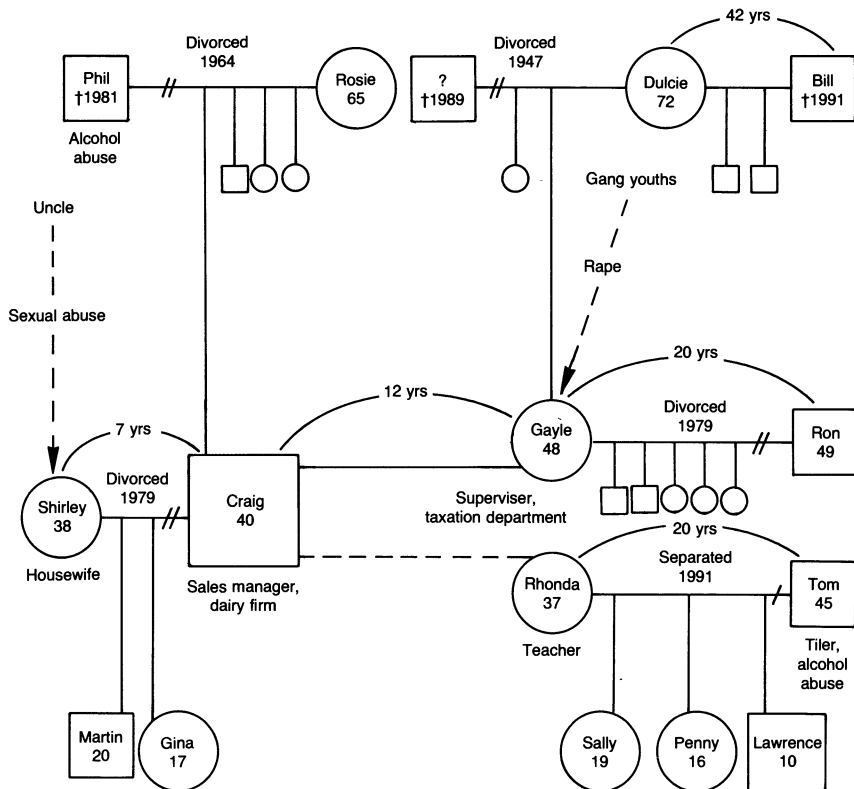 42 yrs
Divorced
1964
Divorced
1947
Phil
†1981
Rosie
65
?
†1989
Dulcie
72
Bill
†1991
Alcohol
abuse
Gang youths
Uncle
Rape
Sexual abuse
20 yrs
12 yrs
7 yrs
Divorced
1979
Gayle
48
Ron
49
Divorced
1979
Shirley
38
Craig
40
Superviser,
taxation department
20 yrs
Separated
1991
Housewife
Sales manager,
dairy firm
Rhonda
37
Tom
45
Teacher
Tiler,
alcohol
abuse
Martin
20
Gina
17
Sally
19
Penny
16
Lawrence
10